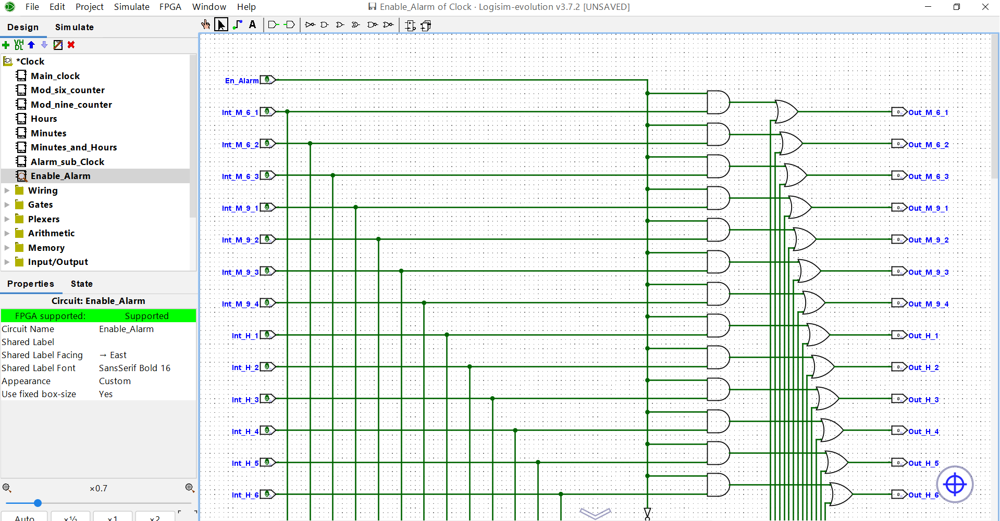 File Edit Project Simulate FPGA Window Help
Enable_Alarm of Clock · Logisim-evolution v3.7.2 [UNSAVED]
Design Simulate
A
VH
DL
*Clock
Main_clock
Mod_six_counter
Mod_nine_counter
Hours
Minutes
Minutes_and_Hours
Alarm_sub_Clock
Enable_Alarm
Wiring
Gates
Plexers
Arithmetic
Memory
Input/Output
Properties State
Circuit: Enable_Alarm
FPGA supported: Supported
Circuit Name Enable_Alarm
Shared Label
Shared Label Facing → East
Shared Label Font SansSerif Bold 16
Appearance Custom
Use fixed box-size Yes
×0.7
Auto ×½ ×1 ×2
En_Alarm 0
Int_M_6_1 0 0 Out_M_6_1
Int_M_6_2 0 0 Out_M_6_2
Int_M_6_3 0 0 Out_M_6_3
Int_M_9_1 0 0 Out_M_9_1
Int_M_9_2 0 0 Out_M_9_2
Int_M_9_3 0 0 Out_M_9_3
Int_M_9_4 0 0 Out_M_9_4
Int_H_1 0 0 Out_H_1
Int_H_2 0 0 Out_H_2
Int_H_3 0 0 Out_H_3
Int_H_4 0 0 Out_H_4
Int_H_5 0 0 Out_H_5
Int_H_6 0 0 Out_H_6